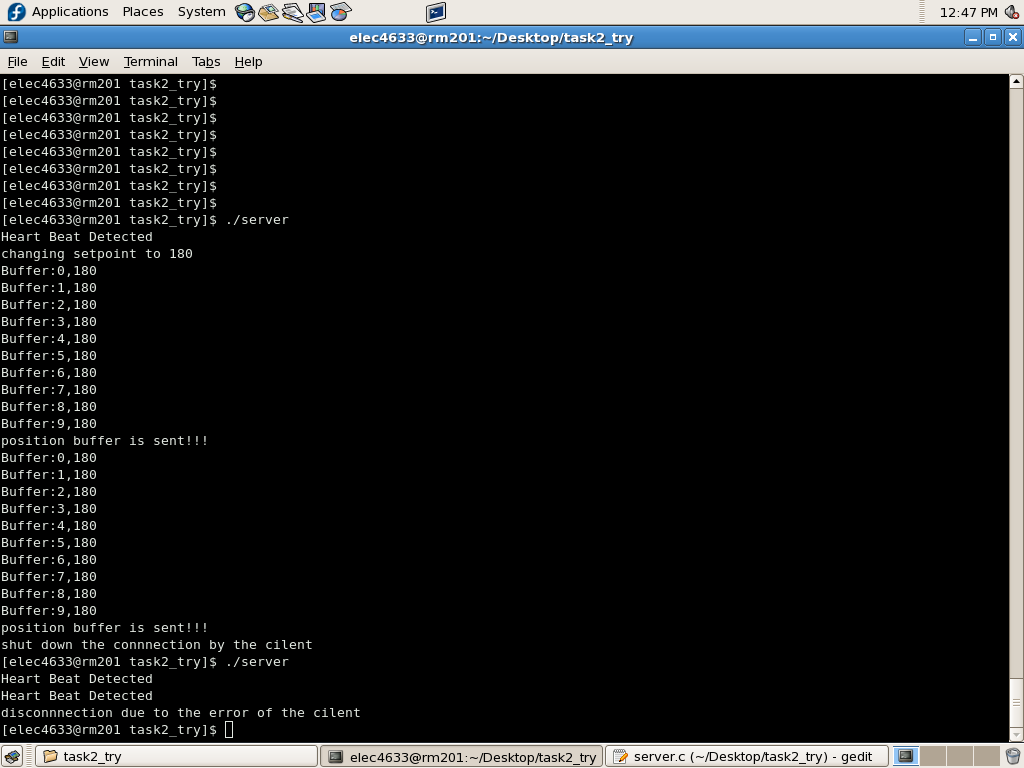 Applications Places System 12:47 PM
elec4633@rm201:~/Desktop/task2_try
File Edit View Terminal Tabs Help
[elec4633@rm201 task2_try]$
[elec4633@rm201 task2_try]$
[elec4633@rm201 task2_try]$
[elec4633@rm201 task2_try]$
[elec4633@rm201 task2_try]$
[elec4633@rm201 task2_try]$
[elec4633@rm201 task2_try]$
[elec4633@rm201 task2_try]$
[elec4633@rm201 task2_try]$ ./server
Heart Beat Detected
changing setpoint to 180
Buffer:0,180
Buffer:1,180
Buffer:2,180
Buffer:3,180
Buffer:4,180
Buffer:5,180
Buffer:6,180
Buffer:7,180
Buffer:8,180
Buffer:9,180
position buffer is sent!!!
Buffer:0,180
Buffer:1,180
Buffer:2,180
Buffer:3,180
Buffer:4,180
Buffer:5,180
Buffer:6,180
Buffer:7,180
Buffer:8,180
Buffer:9,180
position buffer is sent!!!
shut down the connnection by the cilent
[elec4633@rm201 task2_try]$ ./server
Heart Beat Detected
Heart Beat Detected
disconnnection due to the error of the cilent
[elec4633@rm201 task2_try]$
task2_try elec4633@rm201:~/Desktop/task2_try server.c (~/Desktop/task2_try) - gedit